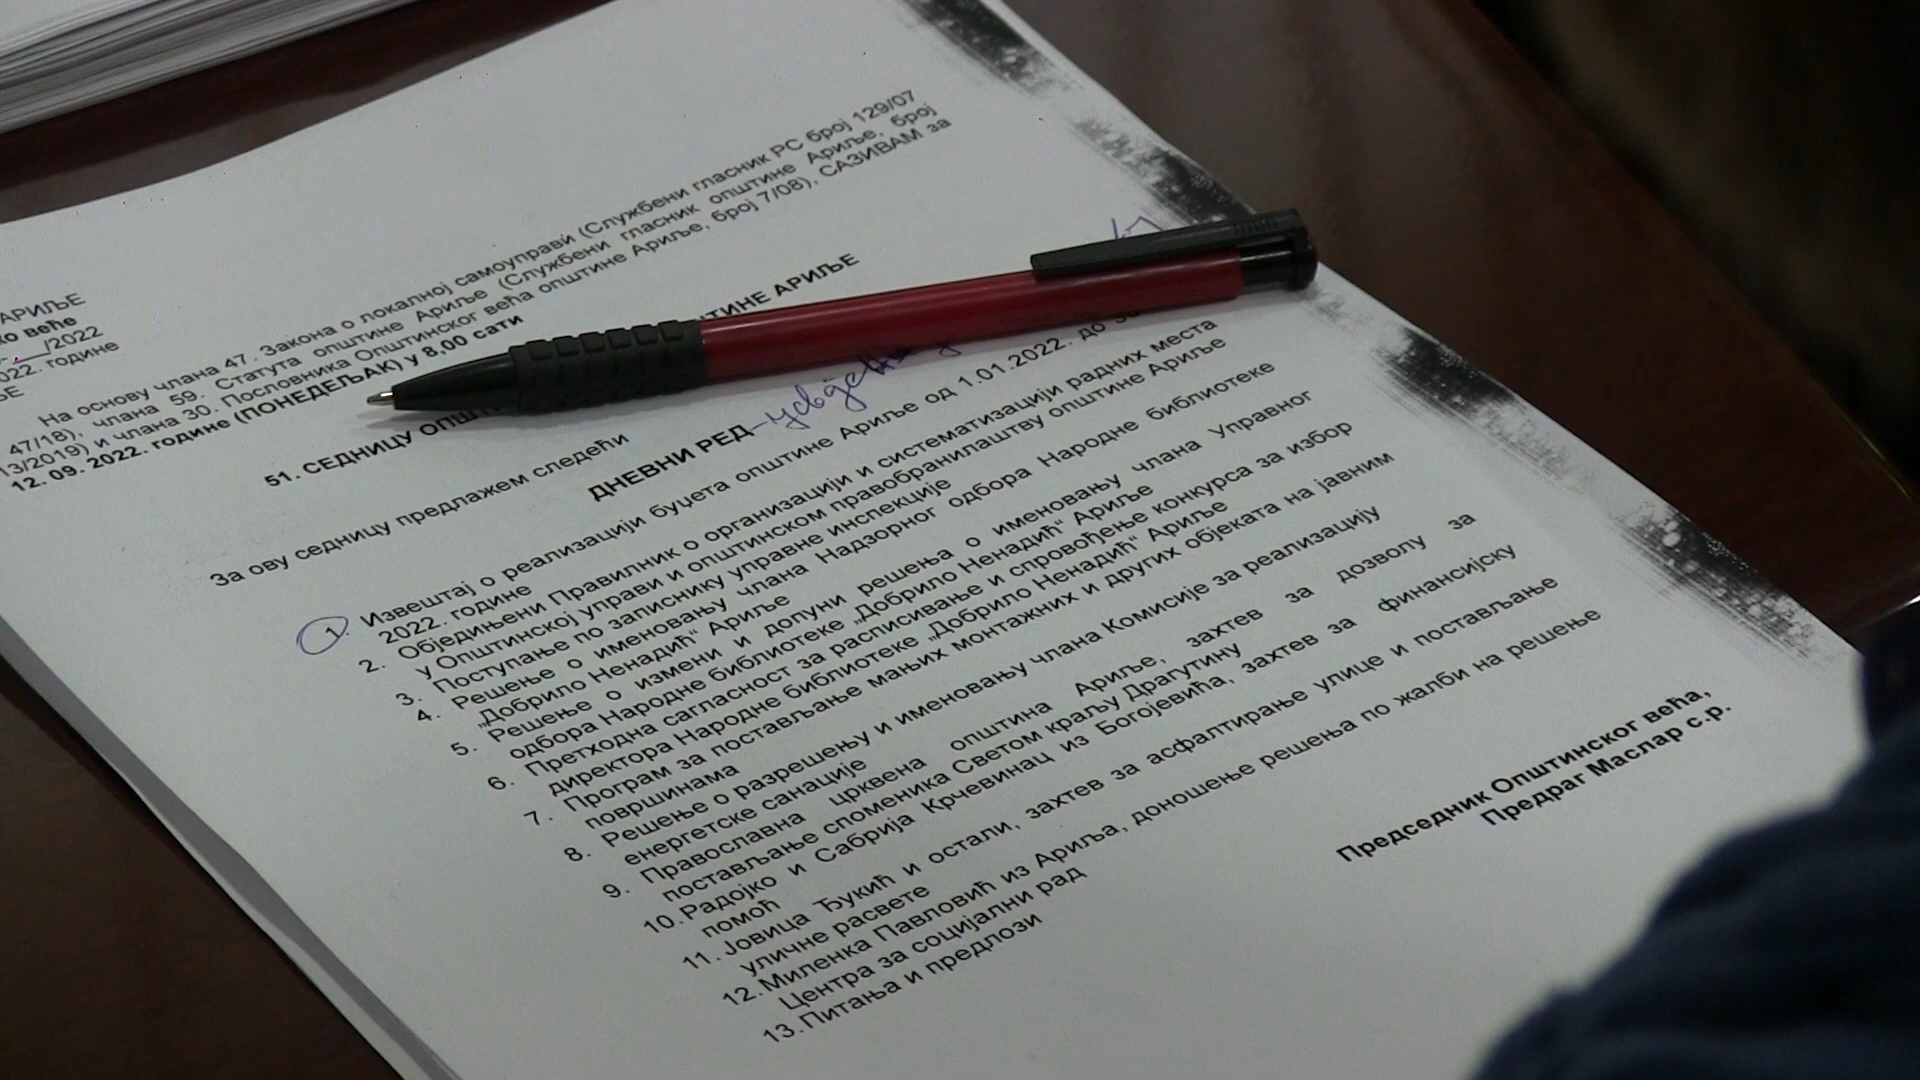 АРИЉЕ
ко веће
/2022
2022. године
ЉЕ
На основу члана 47. Закона о локалној самоуправи (Службени гласник РС број 129/07
47/18), члана 59. Статута општине Ариље (Службени гласник општине Ариље, број
13/2019) и члана 30. Пословника Општинског већа општине Ариље, број 7/08), САЗИВАМ за
12. 09. 2022. године (ПОНЕДЕЉАК) у 8,00 сати
51. СЕДНИЦУ ОПШТИНЕ АРИЉЕ
За ову седницу предлажем следећи
ДНЕВНИ РЕД
1. Извештај о реализацији буџета општине Ариље од 1.01.2022. до 30
2022. године
2. Обједињени Правилник о организацији и систематизацији радних места
у Општинској управи и општинском правобранилаштву општине Ариље
3. Поступање по записнику управне инспекције
4. Решење о именовању члана Надзорног одбора Народне библиотеке
„Добрило Ненадић“ Ариље
5. Решење о измени и допуни решења о именовању члана Управног
одбора Народне библиотеке „Добрило Ненадић“ Ариље
6. Претходна сагласност за расписивање и спровођење конкурса за избор
директора Народне библиотеке „Добрило Ненадић“ Ариље
7. Програм за постављање мањих монтажних и других објеката на јавним
површинама
8. Решење о разрешењу и именовању члана Комисије за реализацију
енергетске санације
9. Православна црквена општина Ариље, захтев за дозволу за
постављање споменика Светом краљу Драгутину
10. Радојко и Сабрија Крчевинац из Богојевића, захтев за финансијску
помоћ
11. Јовица Ђукић и остали, захтев за асфалтирање улице и постављање
уличне расвете
12. Миленка Павловић из Ариља, доношење решења по жалби на решење
Центра за социјални рад
13. Питања и предлози
Председник Општинског већа,
Предраг Маслар с.р.